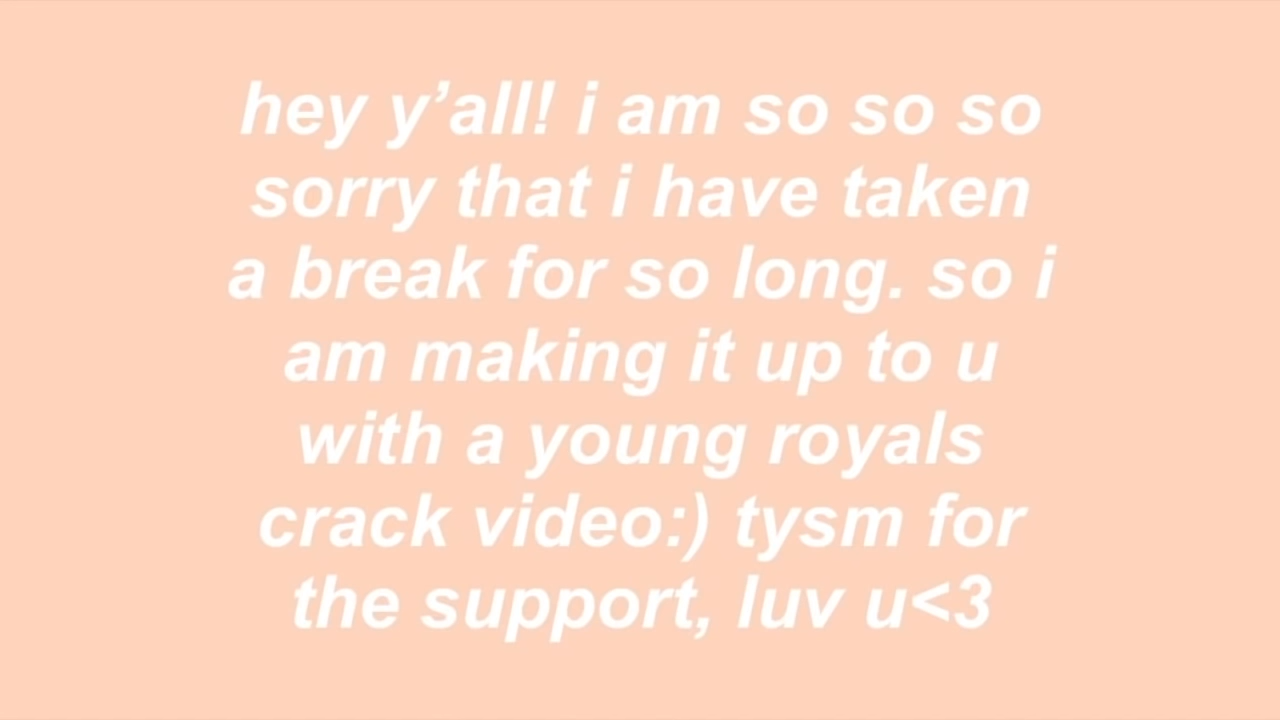 hey y’all! i am so so so
sorry that i have taken
a break for so long. so i
am making it up to u
with a young royals
crack video:) tysm for
the support, luv u<3